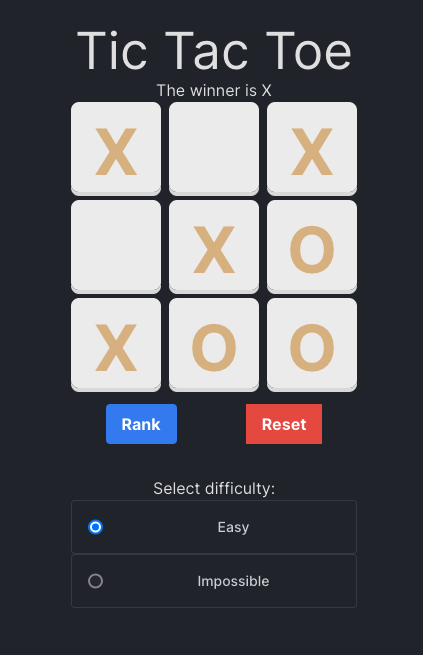 Tic Tac Toe
The winner is X
X X
X O
X O O
Rank Reset
Select difficulty:
Easy
Impossible